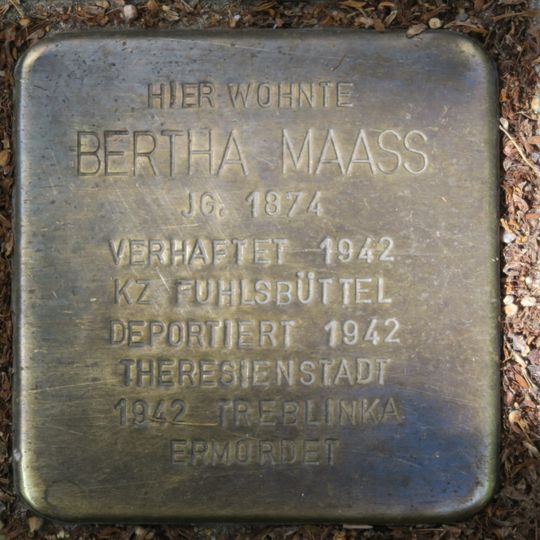 HIER WOHNTE
BERTHA MAASS
JG. 1874
VERHAFTET 1942
KZ FUHLSBÜTTEL
DEPORTIERT 1942
THERESIENSTADT
1942 TREBLINKA
ERMORDET